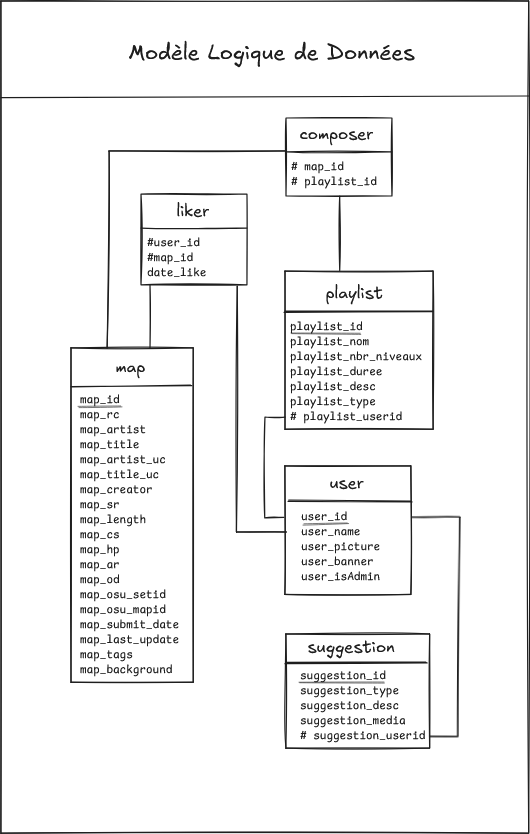 Modèle Logique de Données
composer
# map_id
# playlist_id
liker
#user_id
#map_id
date_like
playlist
playlist_id
playlist_nom
playlist_nbr_niveaux
playlist_duree
playlist_desc
playlist_type
# playlist_userid
map
map_id
map_rc
map_artist
map_title
map_artist_uc
map_title_uc
map_creator
map_sr
map_length
map_cs
map_hp
map_ar
map_od
map_osu_setid
map_osu_mapid
map_submit_date
map_last_update
map_tags
map_background
user
user_id
user_name
user_picture
user_banner
user_isAdmin
suggestion
suggestion_id
suggestion_type
suggestion_desc
suggestion_media
# suggestion_userid